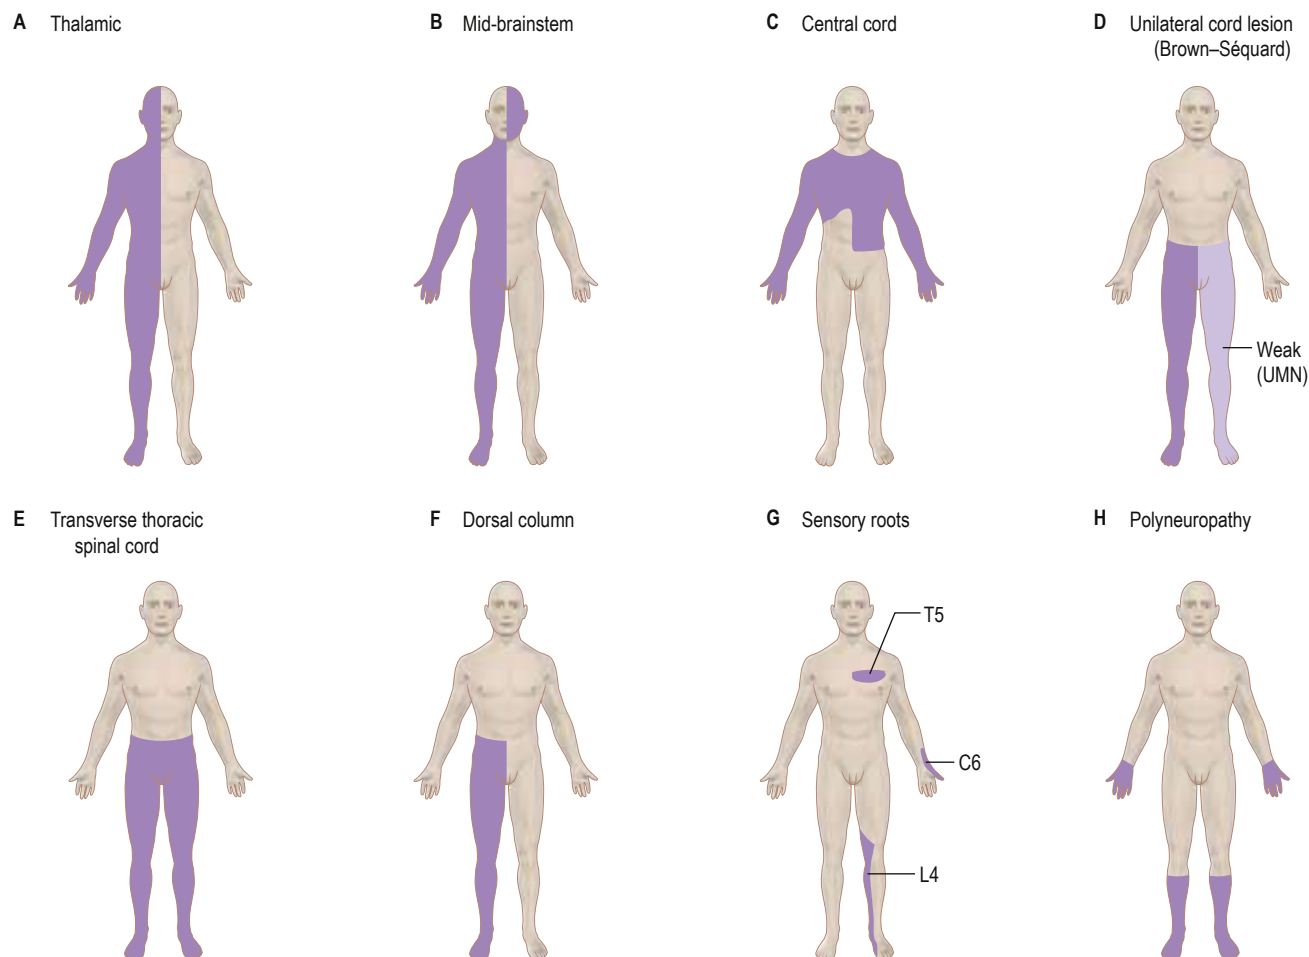 A Thalamic
B Mid-brainstem
C Central cord
D Unilateral cord lesion
(Brown–Séquard)
Weak
(UMN)
E Transverse thoracic
spinal cord
F Dorsal column
G Sensory roots
T5
C6
L4
H Polyneuropathy